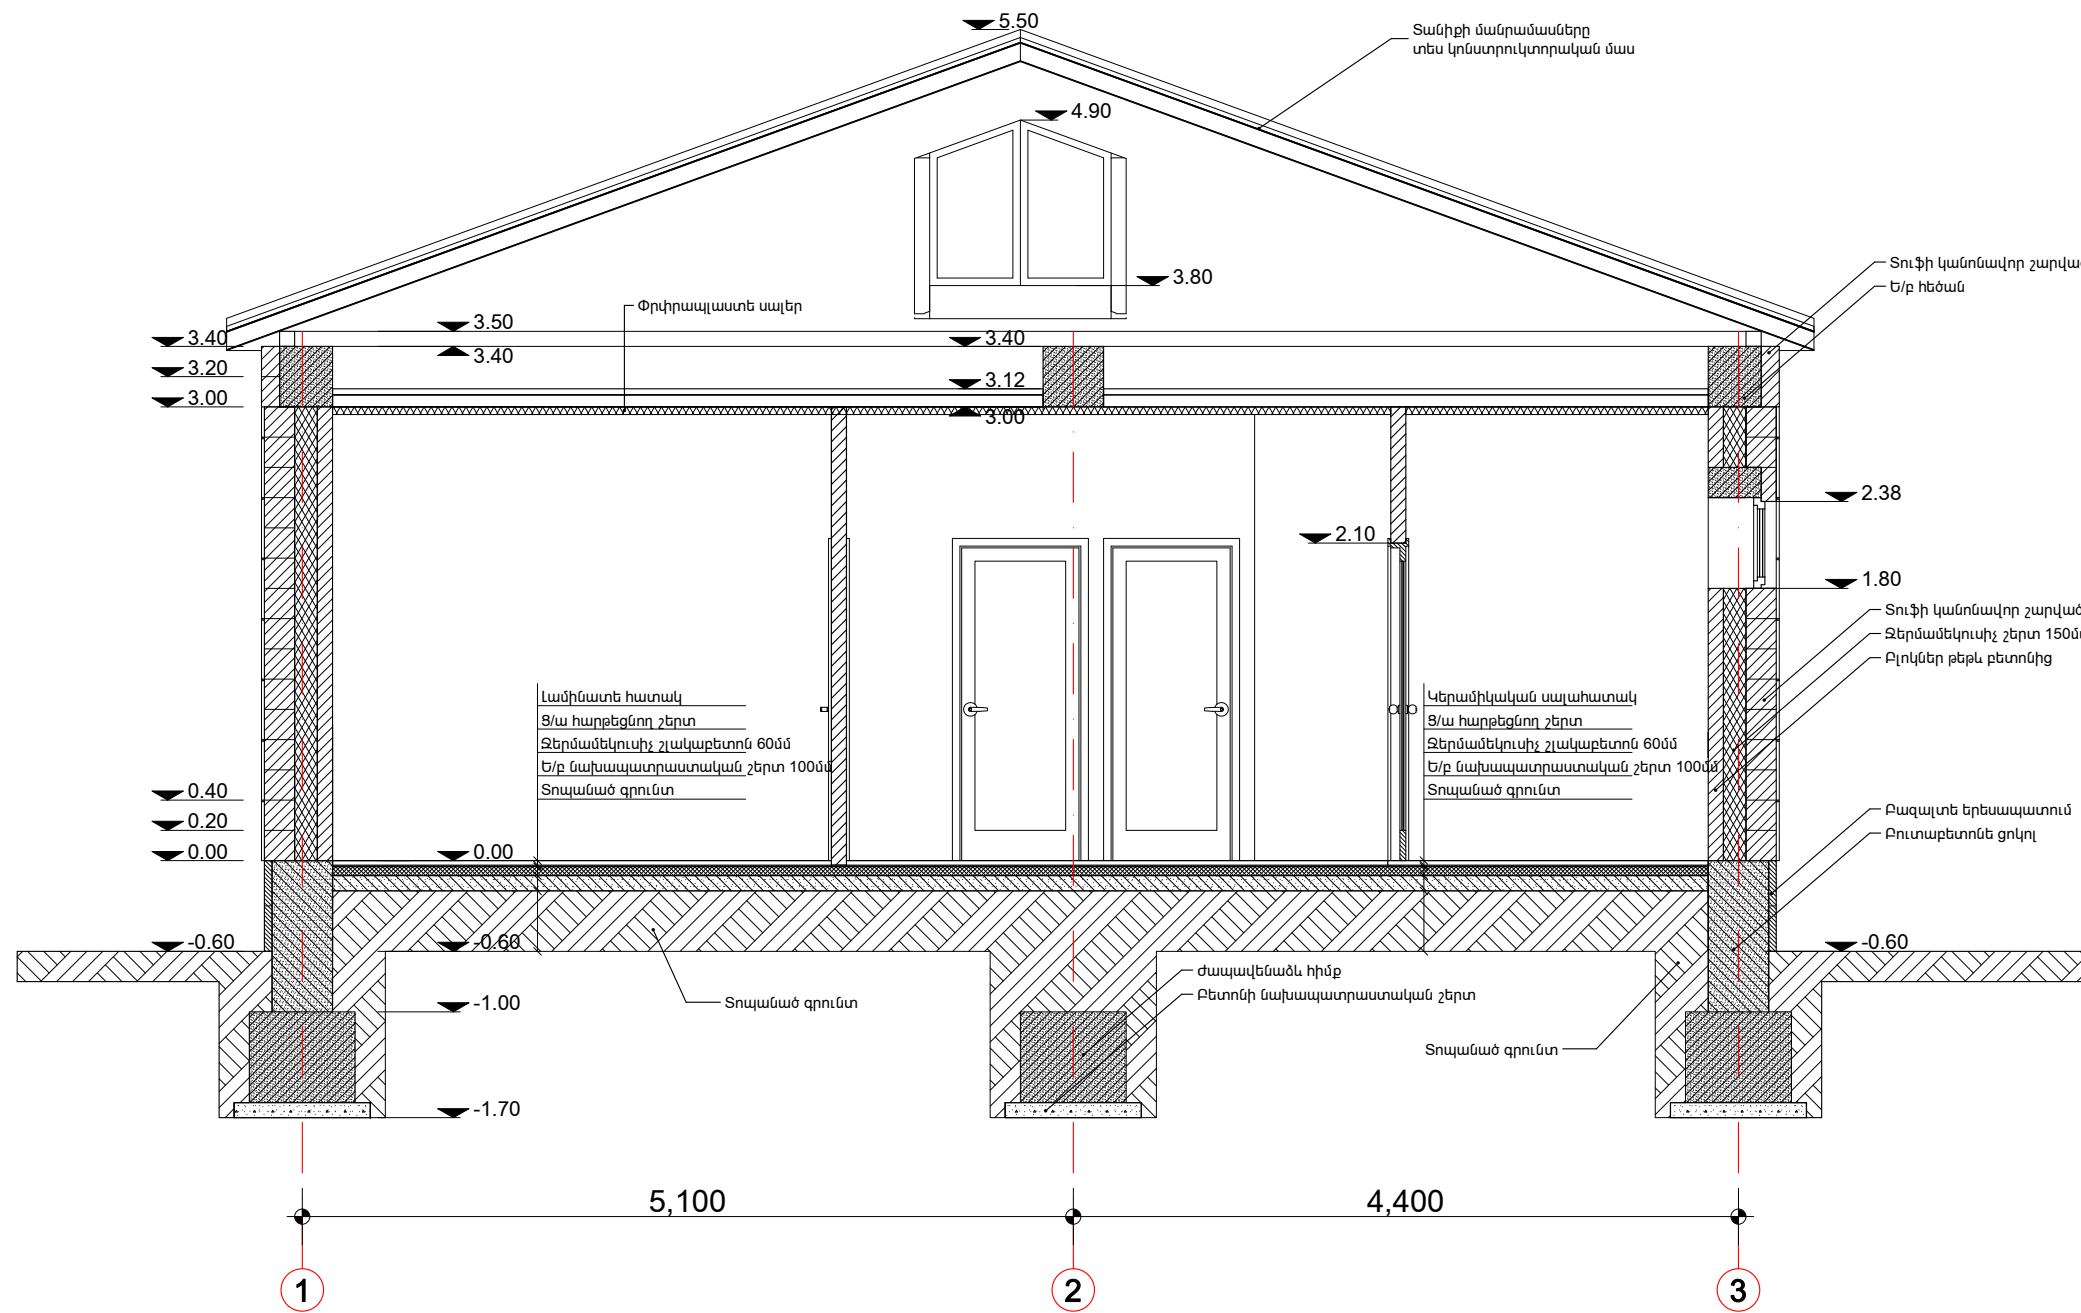 5.50
Տանիքի մանրամասները
տես կոնստրուկտորական մաս
4.90
3.80
Տուֆի կանոնավոր շարվա
Ե/բ հեծան
Փրփրապլաստե սալեր
3.50
3.40
3.40
3.40
3.20
3.12
3.00
3.00
2.38
2.10
1.80
Տուֆի կանոնավոր շարված
Ջերմամեկուսիչ շերտ 150մմ
Բլոկներ թեթև բետոնից
Լամինատե հատակ
Ց/ա հարթեցնող շերտ
Ջերմամեկուսիչ շլակաբետոն 60մմ
Ե/բ նախապատրաստական շերտ 100մմ
Տոպանած գրունտ
Կերամիկական սալահատակ
Ց/ա հարթեցնող շերտ
Ջերմամեկուսիչ շլակաբետոն 60մմ
Ե/բ նախապատրաստական շերտ 100մմ
Տոպանած գրունտ
0.40
0.20
0.00
0.00
Բազալտե երեսապատում
Բուտաբետոնե ցոկոլ
-0.60
-0.60
-0.60
Ժապավենաձև հիմք
Բետոնի նախապատրաստական շերտ
Տոպանած գրունտ
-1.00
Տոպանած գրունտ
-1.70
5,100
4,400
1
2
3